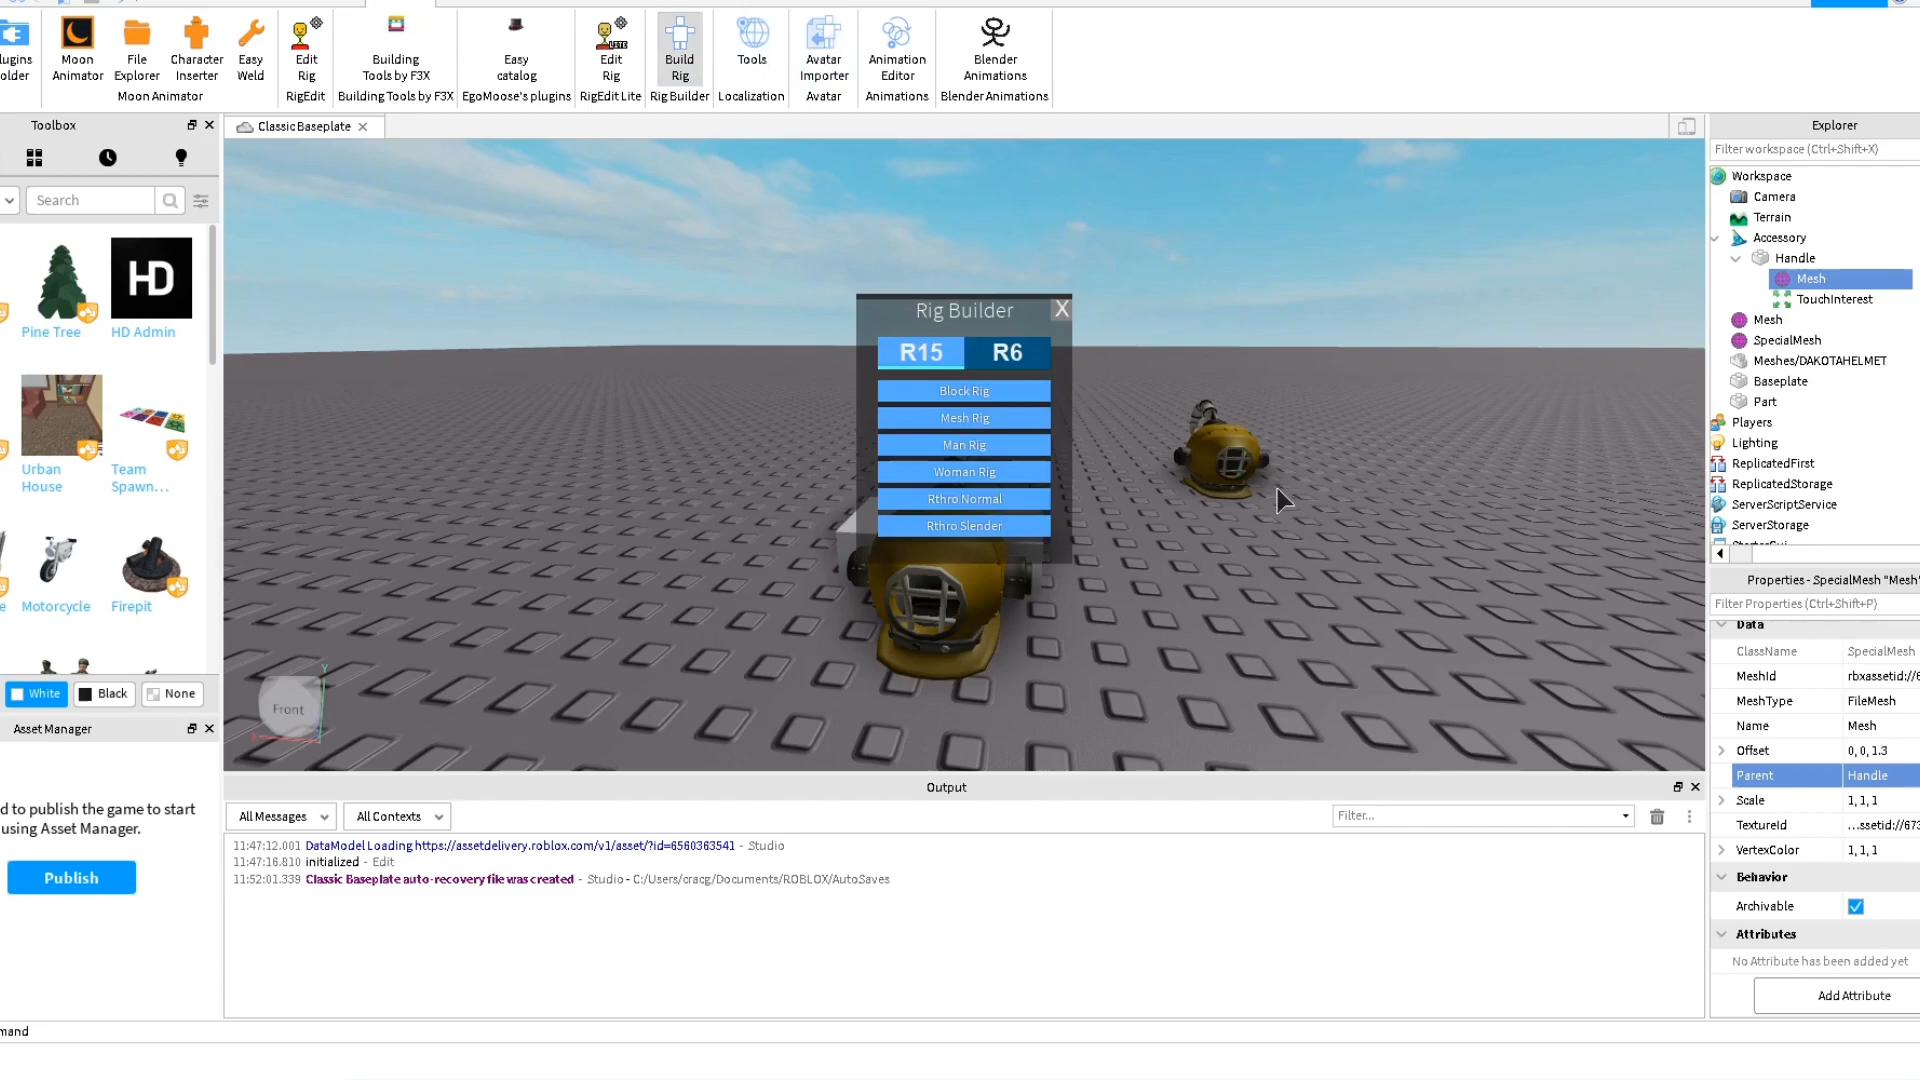 lugins
older
Moon
Animator
File
Explorer
Character
Inserter
Easy
Weld
Moon Animator
Edit
Rig
RigEdit
Building
Tools by F3X
Building Tools by F3X
Easy
catalog
EgoMoose's plugins
LITE
Edit
Rig
RigEdit Lite
Build
Rig
Rig Builder
Tools
Localization
Avatar
Importer
Avatar
Animation
Editor
Animations
Blender
Animations
Blender Animations
Toolbox
Classic Baseplate
Search
Pine Tree
HD
HD Admin
Urban
House
Team
Spawn...
e
Motorcycle
Firepit
White
Black
None
Asset Manager
d to publish the game to start
using Asset Manager.
Publish
mand
Rig Builder
X
R15
R6
Block Rig
Mesh Rig
Man Rig
Woman Rig
Rthro Normal
Rthro Slender
Y
Front
Output
All Messages
All Contexts
Filter...
11:47:12.001 DataModel Loading https://assetdelivery.roblox.com/v1/asset/?id=6560363541 - Studio
11:47:16.810 initialized - Edit
11:52:01.339 Classic Baseplate auto-recovery file was created - Studio - C:/Users/cracg/Documents/ROBLOX/AutoSaves
Explorer
Filter workspace (Ctrl+Shift+X)
Workspace
Camera
Terrain
Accessory
Handle
Mesh
TouchInterest
Mesh
SpecialMesh
Meshes/DAKOTAHELMET
Baseplate
Part
Players
Lighting
ReplicatedFirst
ReplicatedStorage
ServerScriptService
ServerStorage
Properties - SpecialMesh "Mesh"
Filter Properties (Ctrl+Shift+P)
Data
ClassName SpecialMesh
MeshId rbxassetid://6
MeshType FileMesh
Name Mesh
Offset 0, 0, 1.3
Parent Handle
Scale 1, 1, 1
TextureId ...ssetid://673
VertexColor 1, 1, 1
Behavior
Archivable
Attributes
No Attribute has been added yet
Add Attribute